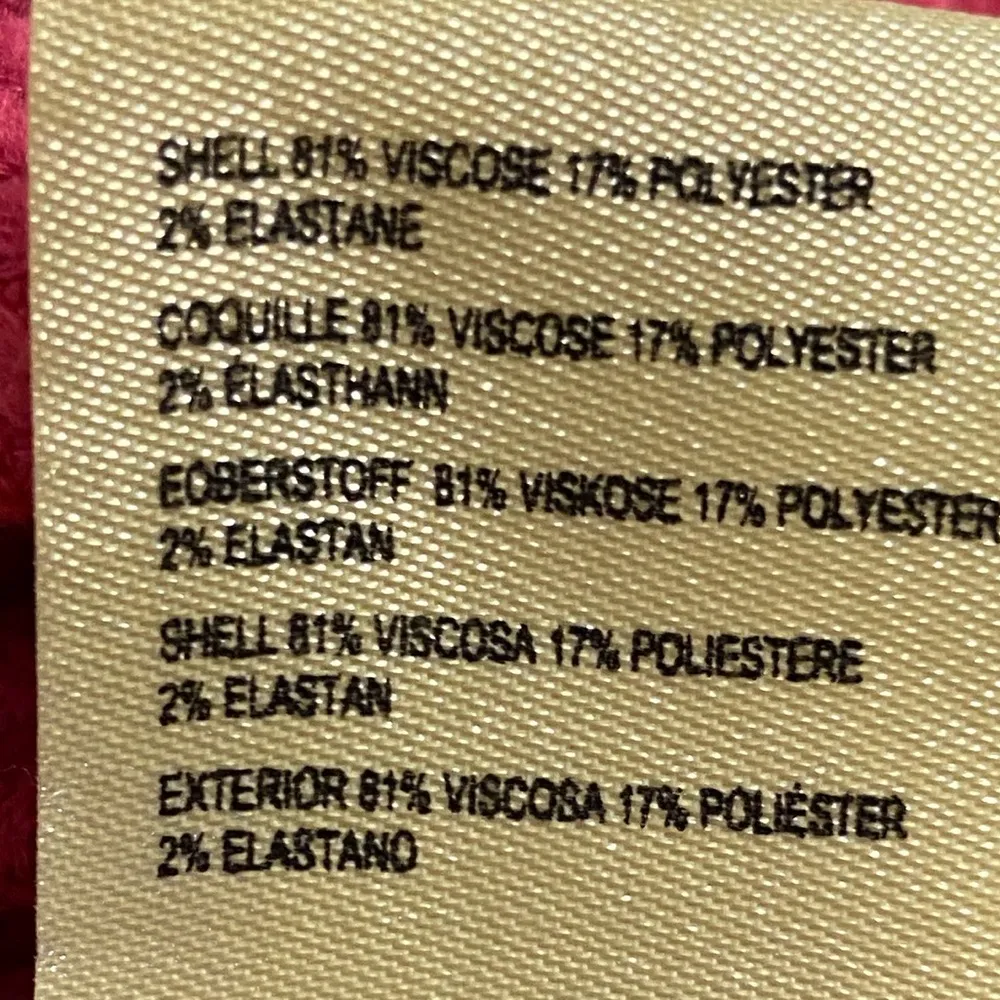 SHELL 81% VISCOSE 17% POLYESTER
2% ELASTANE
COQUILLE 81% VISCOSE 17% POLYESTER
2% ÉLASTHANN
EOBERSTOFF 81% VISKOSE 17% POLYESTER
2% ELASTAN
SHELL 81% VISCOSA 17% POLIESTERE
2% ELASTAN
EXTERIOR 81% VISCOSA 17% POLIÉSTER
2% ELASTANO